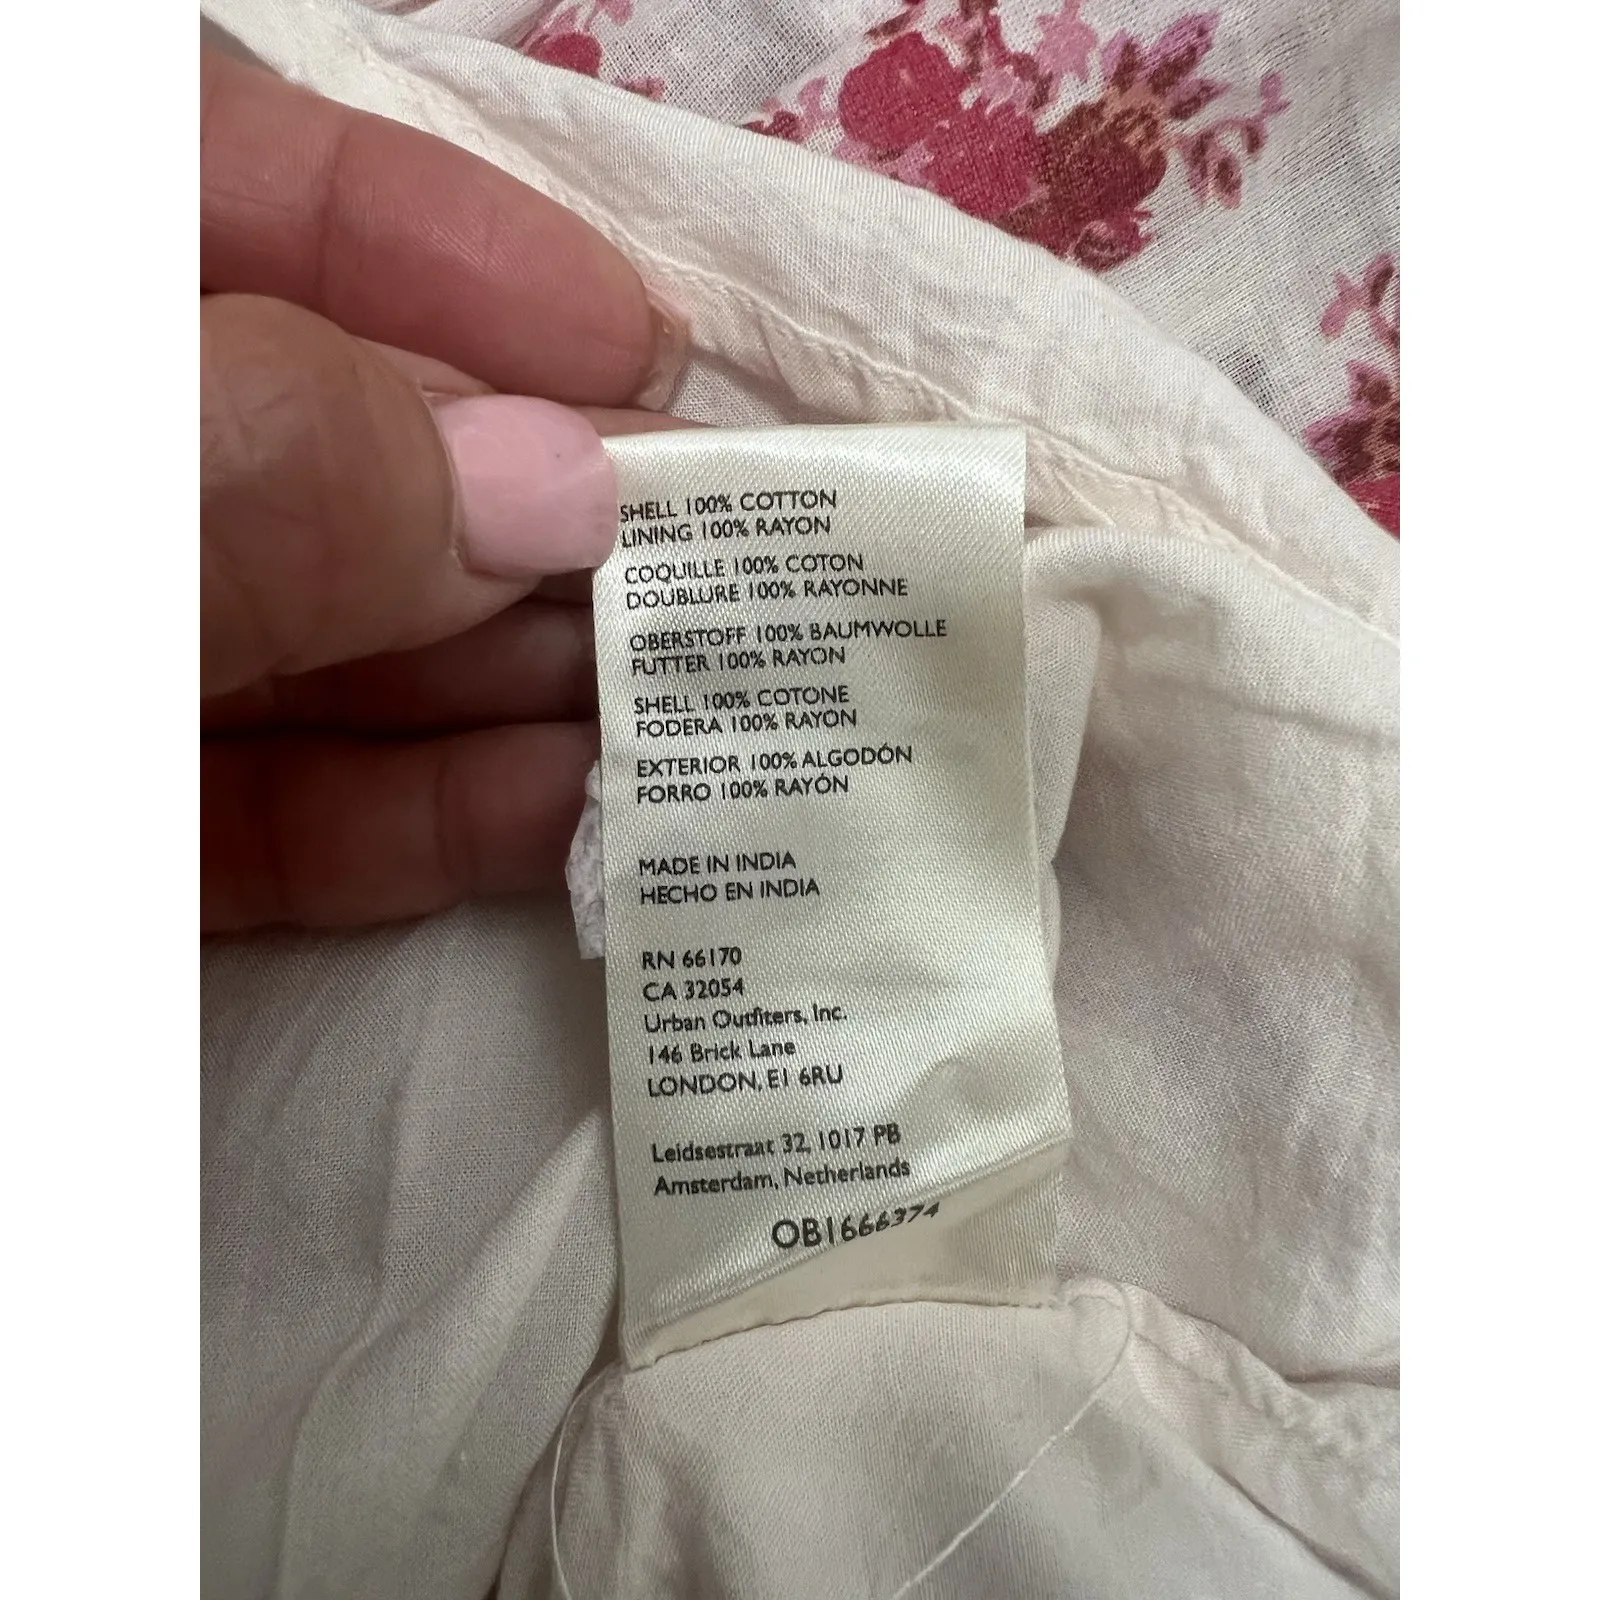 SHELL 100% COTTON
LINING 100% RAYON
COQUILLE 100% COTON
DOUBLURE 100% RAYONNE
OBERSTOFF 100% BAUMWOLLE
FUTTER 100% RAYON
SHELL 100% COTONE
FODERA 100% RAYON
EXTERIOR 100% ALGODÓN
FORRO 100% RAYÓN
MADE IN INDIA
HECHO EN INDIA
RN 66170
CA 32054
Urban Outfiters, Inc.
146 Brick Lane
LONDON, E1 6RU
Leidsestraat 32, 1017 PB
Amsterdam, Netherlands
OB1666374